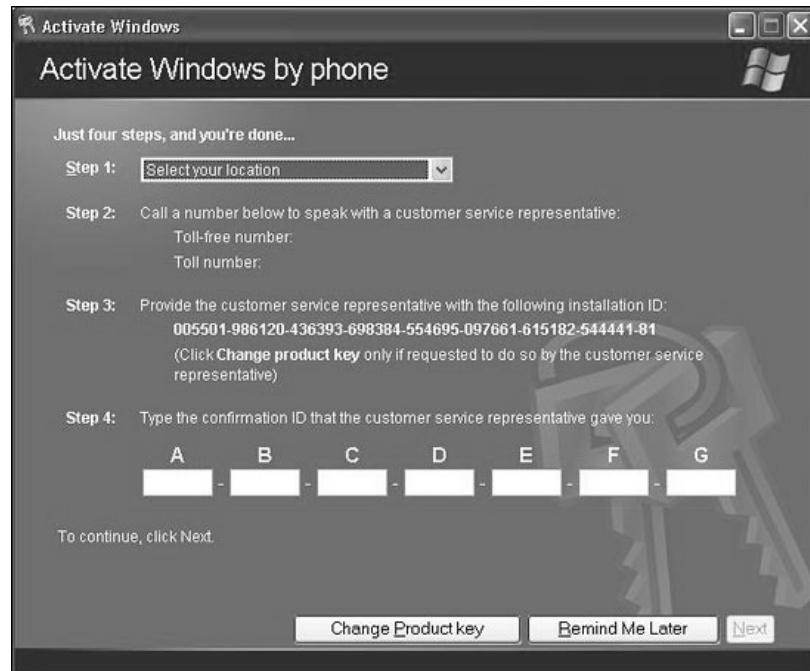 Activate Windows
Activate Windows by phone
Just four steps, and you're done...
Step 1: Select your location
Step 2: Call a number below to speak with a customer service representative:
Toll-free number:
Toll number:
Step 3: Provide the customer service representative with the following installation ID:
005501-986120-436393-698384-554695-097661-615182-544441-81
(Click Change product key only if requested to do so by the customer service
representative)
Step 4: Type the confirmation ID that the customer service representative gave you:
A B C D E F G
- - - - - -
To continue, click Next.
Change Product key Remind Me Later Next